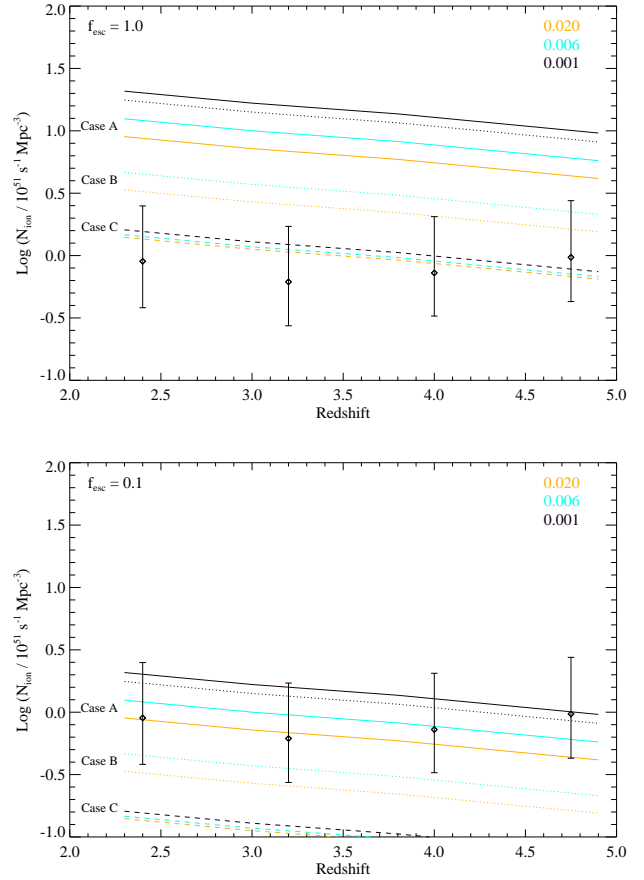 2.0
f_esc = 1.0
0.020
0.006
0.001
1.5
1.0
Case A
0.5
Case B
Case C
0.0
-0.5
-1.0
Log (N_ion / 10^51 s^-1 Mpc^-3)
2.0 2.5 3.0 3.5 4.0 4.5 5.0
Redshift
2.0
f_esc = 0.1
0.020
0.006
0.001
1.5
1.0
0.5
Case A
0.0
Case B
-0.5
Case C
-1.0
Log (N_ion / 10^51 s^-1 Mpc^-3)
2.0 2.5 3.0 3.5 4.0 4.5 5.0
Redshift